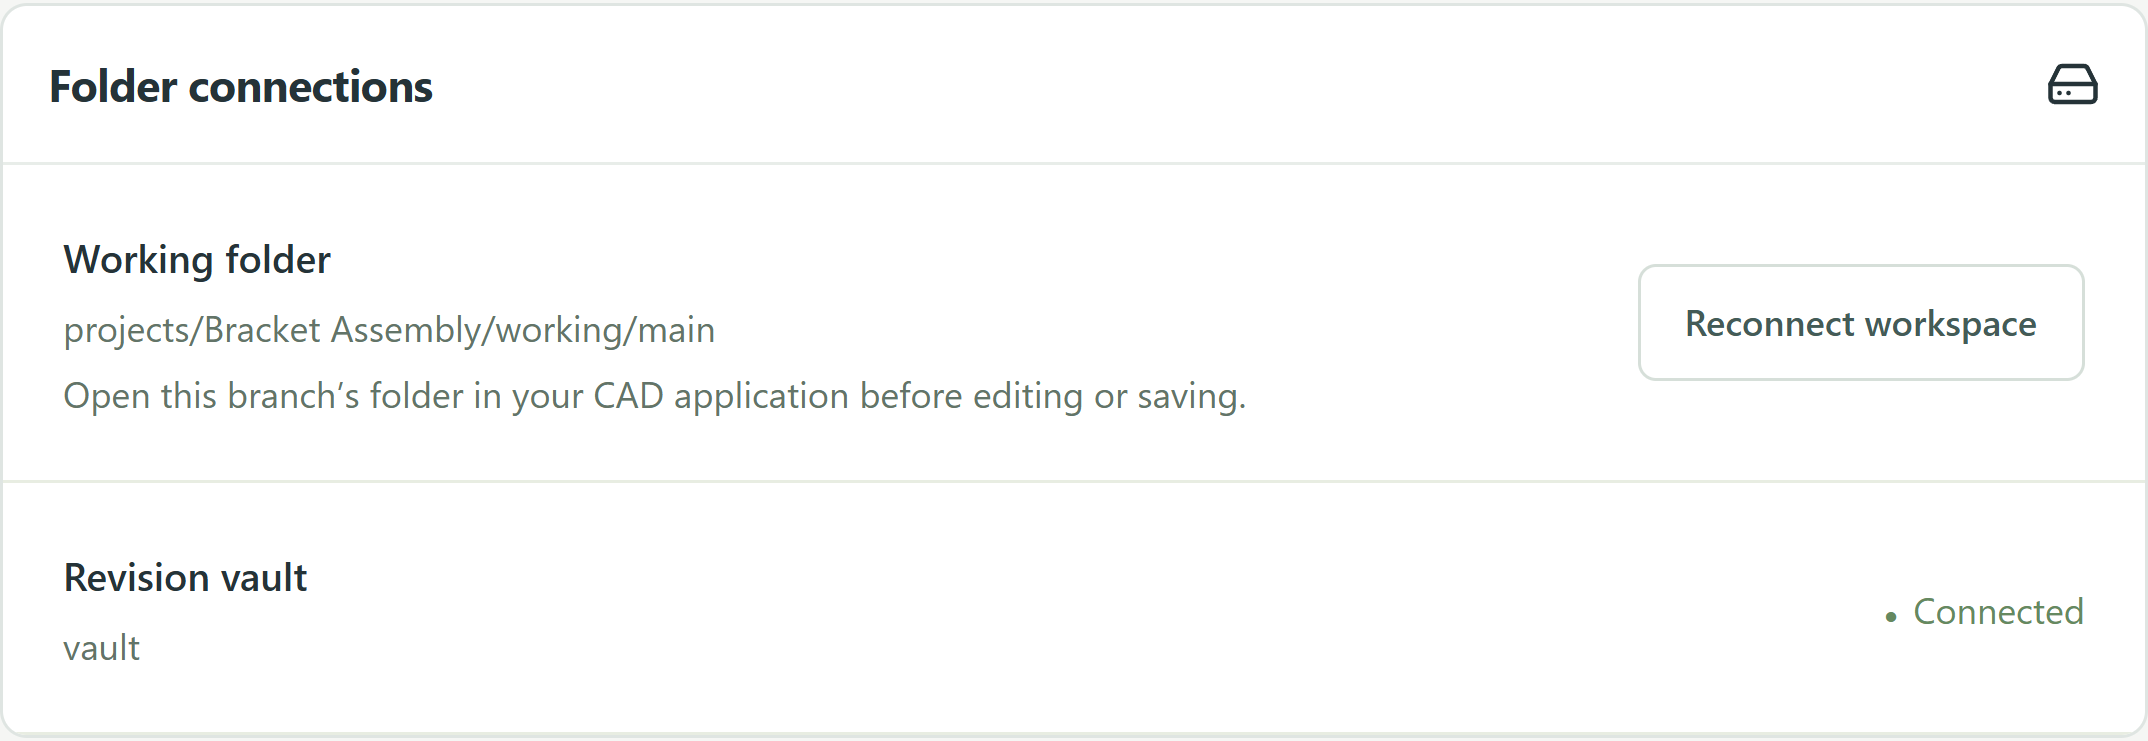 Folder connections
Working folder
projects/Bracket Assembly/working/main
Open this branch’s folder in your CAD application before editing or saving.
Reconnect workspace
Revision vault
vault
• Connected